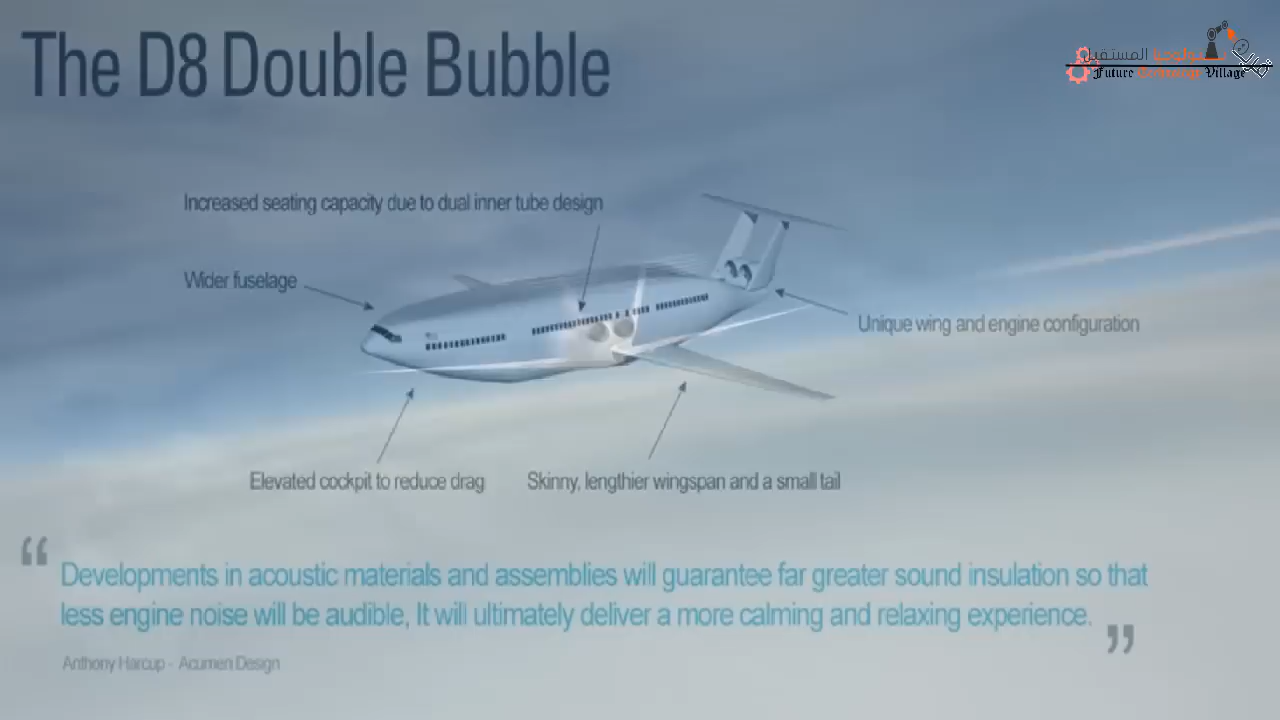 The D8 Double Bubble
تكنولوجيا المستقبل
Future Technology Village
Increased seating capacity due to dual inner tube design
Wider fuselage
Unique wing and engine configuration
Elevated cockpit to reduce drag
Skinny, lengthier wingspan and a small tail
“ Developments in acoustic materials and assemblies will guarantee far greater sound insulation so that
less engine noise will be audible, It will ultimately deliver a more calming and relaxing experience. ”
Anthony Harcup - Acumen Design